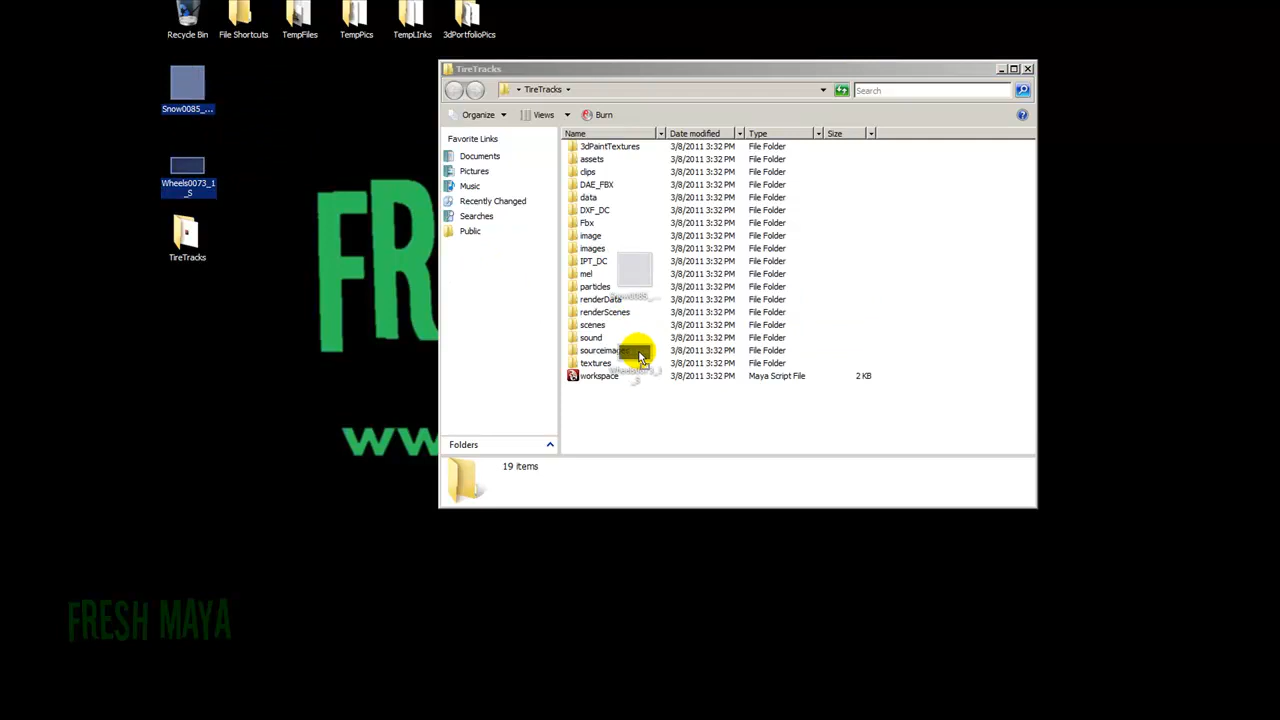 Recycle Bin
File Shortcuts
TempFiles
TempPics
TempLinks
3dPortfolioPics
Snow0085_...
Wheels0073_1
_S
TireTracks
FR
ww
FRESH MAYA
TireTracks
TireTracks
Search
Organize
Views
Burn
Favorite Links
Documents
Pictures
Music
Recently Changed
Searches
Public
Folders
Name Date modified Type Size
3dPaintTextures 3/8/2011 3:32 PM File Folder
assets 3/8/2011 3:32 PM File Folder
clips 3/8/2011 3:32 PM File Folder
DAE_FBX 3/8/2011 3:32 PM File Folder
data 3/8/2011 3:32 PM File Folder
DXF_DC 3/8/2011 3:32 PM File Folder
Fbx 3/8/2011 3:32 PM File Folder
image 3/8/2011 3:32 PM File Folder
images 3/8/2011 3:32 PM File Folder
IPT_DC 3/8/2011 3:32 PM File Folder
mel 3/8/2011 3:32 PM File Folder
particles 3/8/2011 3:32 PM File Folder
renderData 3/8/2011 3:32 PM File Folder
renderScenes 3/8/2011 3:32 PM File Folder
scenes 3/8/2011 3:32 PM File Folder
sound 3/8/2011 3:32 PM File Folder
sourceimages 3/8/2011 3:32 PM File Folder
textures 3/8/2011 3:32 PM File Folder
workspace 3/8/2011 3:32 PM Maya Script File 2 KB
Snow0085_...
Wheels0073_1
_S
19 items